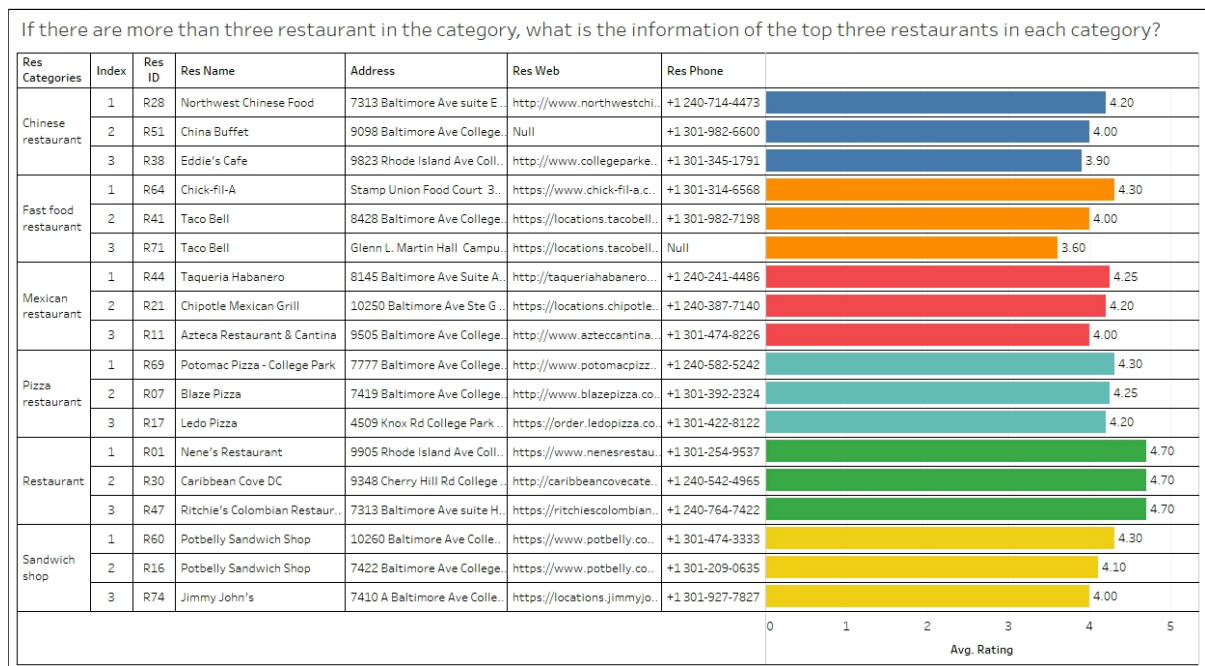 If there are more than three restaurant in the category, what is the information of the top three restaurants in each category?
Res Categories Index Res ID Res Name Address Res Web Res Phone
Chinese restaurant
1 R28 Northwest Chinese Food 7313 Baltimore Ave suite E.. http://www.northwestchi.. +1 240-714-4473 4.20
2 R51 China Buffet 9098 Baltimore Ave College.. Null +1 301-982-6600 4.00
3 R38 Eddie's Cafe 9823 Rhode Island Ave Coll.. http://www.collegeparke.. +1 301-345-1791 3.90
Fast food restaurant
1 R64 Chick-fil-A Stamp Union Food Court 3.. https://www.chick-fil-a.c.. +1 301-314-6568 4.30
2 R41 Taco Bell 8428 Baltimore Ave College.. https://locations.tacobell.. +1 301-982-7198 4.00
3 R71 Taco Bell Glenn L. Martin Hall Campu.. https://locations.tacobell.. Null 3.60
Mexican restaurant
1 R44 Taqueria Habanero 8145 Baltimore Ave Suite A.. http://taqueriahabanero... +1 240-241-4486 4.25
2 R21 Chipotle Mexican Grill 10250 Baltimore Ave Ste G.. https://locations.chipotle.. +1 240-387-7140 4.20
3 R11 Azteca Restaurant & Cantina 9505 Baltimore Ave College.. http://www.azteccantina... +1 301-474-8226 4.00
Pizza restaurant
1 R69 Potomac Pizza - College Park 7777 Baltimore Ave College.. http://www.potomacpizz.. +1 240-582-5242 4.30
2 R07 Blaze Pizza 7419 Baltimore Ave College.. http://www.blazepizza.co.. +1 301-392-2324 4.25
3 R17 Ledo Pizza 4509 Knox Rd College Park .. https://order.ledopizza.co.. +1 301-422-8122 4.20
Restaurant
1 R01 Nene's Restaurant 9905 Rhode Island Ave Coll.. https://www.nenesrestau.. +1 301-254-9537 4.70
2 R30 Caribbean Cove DC 9348 Cherry Hill Rd College .. http://caribbeancovecate.. +1 240-542-4965 4.70
3 R47 Ritchie's Colombian Restaur.. 7313 Baltimore Ave suite H.. https://ritchiescolombian.. +1 240-764-7422 4.70
Sandwich shop
1 R60 Potbelly Sandwich Shop 10260 Baltimore Ave Colle.. https://www.potbelly.co.. +1 301-474-3333 4.30
2 R16 Potbelly Sandwich Shop 7422 Baltimore Ave College.. https://www.potbelly.co.. +1 301-209-0635 4.10
3 R74 Jimmy John's 7410 A Baltimore Ave Colle.. https://locations.jimmyjo.. +1 301-927-7827 4.00
0 1 2 3 4 5
Avg. Rating